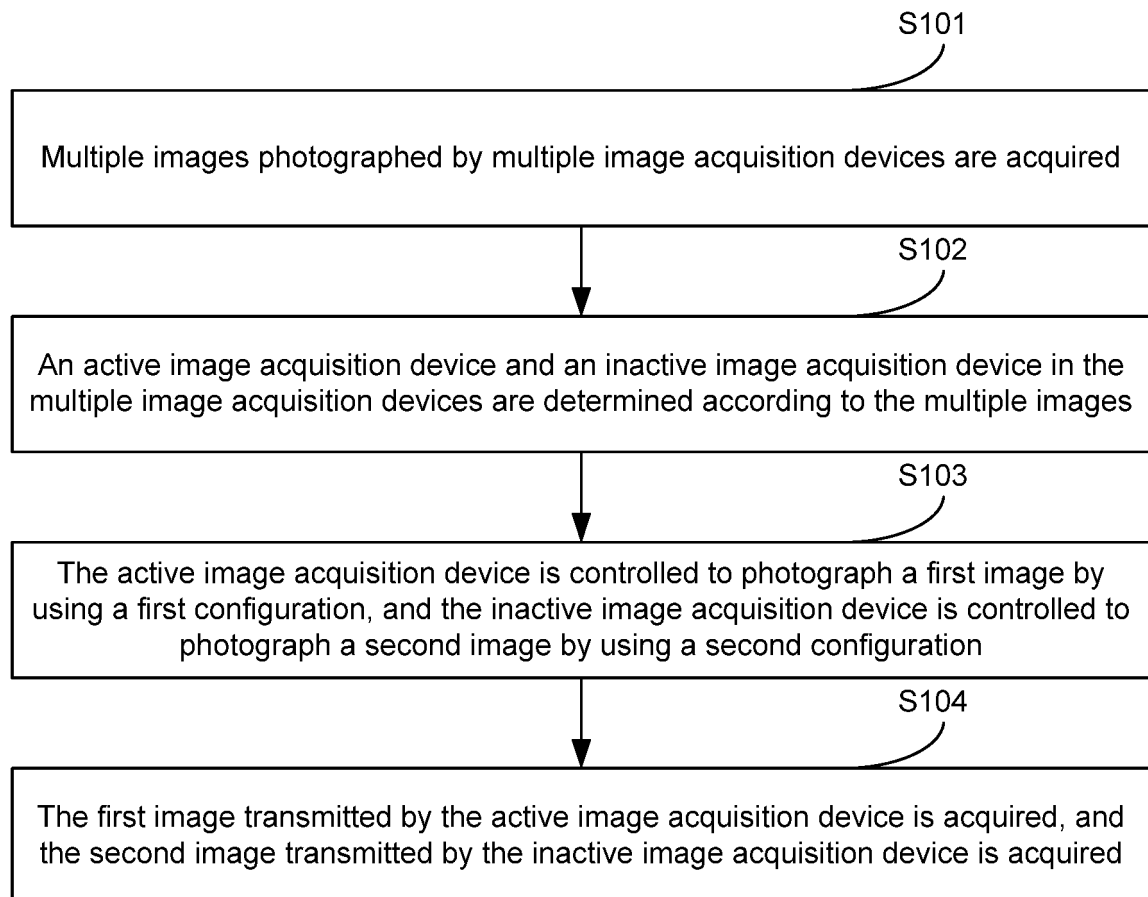 S101
Multiple images photographed by multiple image acquisition devices are acquired
S102
An active image acquisition device and an inactive image acquisition device in the
multiple image acquisition devices are determined according to the multiple images
S103
The active image acquisition device is controlled to photograph a first image by
using a first configuration, and the inactive image acquisition device is controlled to
photograph a second image by using a second configuration
S104
The first image transmitted by the active image acquisition device is acquired, and
the second image transmitted by the inactive image acquisition device is acquired